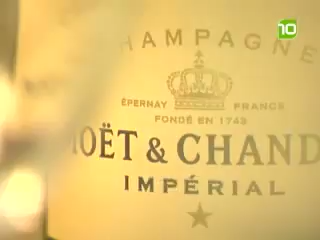 10
HAMPAGNE
ÉPERNAY FRANCE
FONDÉ EN 1743
OËT & CHAND
IMPÉRIAL